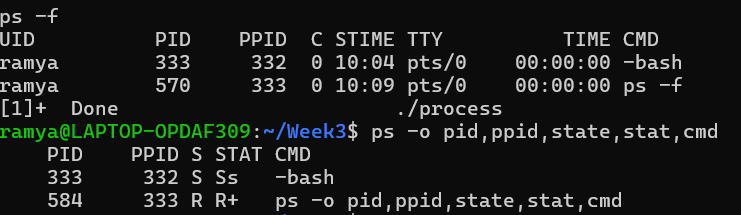 ps -f
UID PID PPID C STIME TTY TIME CMD
ramya 333 332 0 10:04 pts/0 00:00:00 -bash
ramya 570 333 0 10:09 pts/0 00:00:00 ps -f
[1]+ Done ./process
ramya@LAPTOP-OPDAF309:~/Week3$ ps -o pid,ppid,state,stat,cmd
PID PPID S STAT CMD
333 332 S Ss -bash
584 333 R R+ ps -o pid,ppid,state,stat,cmd